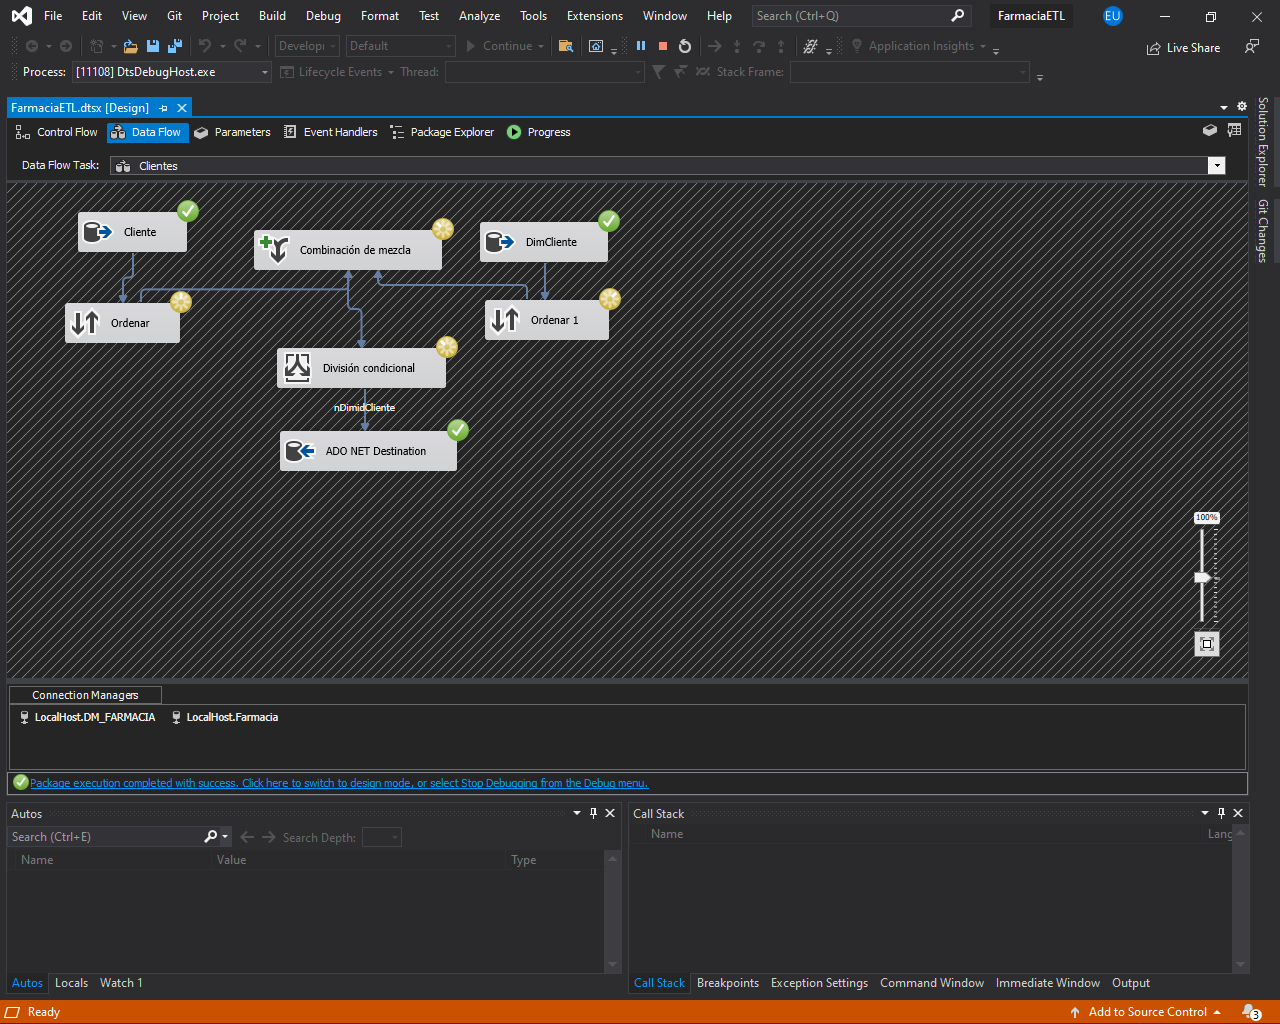 File Edit View Git Project Build Debug Format Test Analyze Tools Extensions Window Help Search (Ctrl+Q) FarmaciaETL EU
Develop Default Continue Application Insights Live Share
Process: [11108] DtsDebugHost.exe Lifecycle Events Thread: Stack Frame:
FarmaciaETL.dtsx [Design]
Control Flow Data Flow Parameters Event Handlers Package Explorer Progress
Data Flow Task: Clientes
Solution Explorer
Git Changes
Cliente
Combinación de mezcla
DimCliente
Ordenar
Ordenar 1
División condicional
nDimidCliente
ADO NET Destination
100%
Connection Managers
LocalHost.DM_FARMACIA LocalHost.Farmacia
Package execution completed with success. Click here to switch to design mode, or select Stop Debugging from the Debug menu.
Autos
Search (Ctrl+E) Search Depth:
Name Value Type
Autos Locals Watch 1
Call Stack
Name Lang
Call Stack Breakpoints Exception Settings Command Window Immediate Window Output
Ready Add to Source Control 3